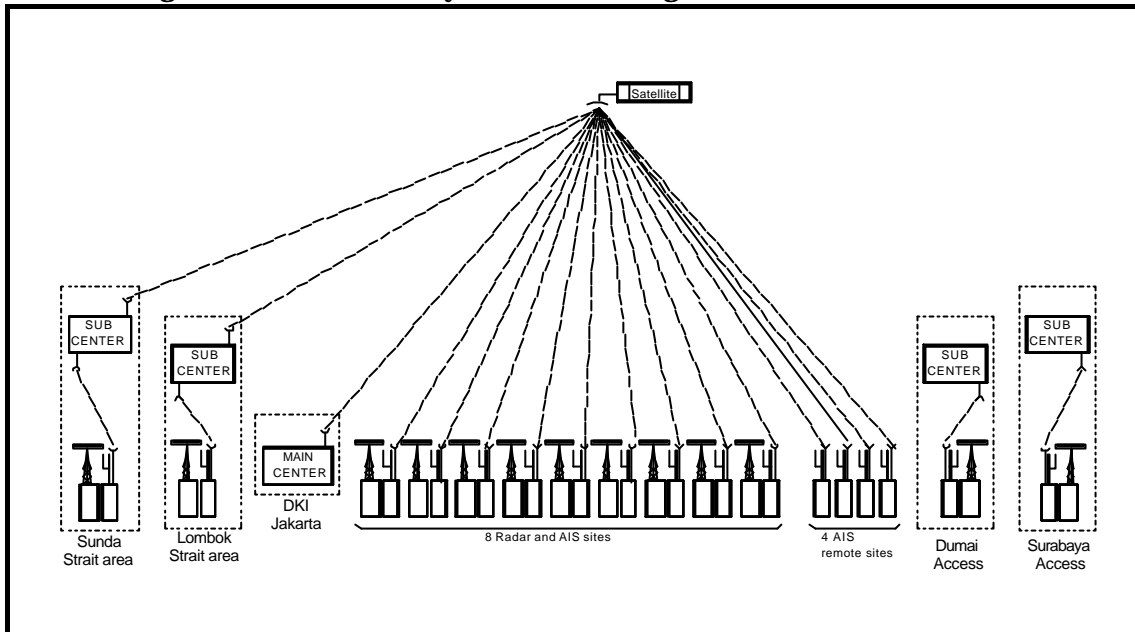 Satellite
SUB
CENTER
SUB
CENTER
MAIN
CENTER
SUB
CENTER
SUB
CENTER
Sunda
Strait area
Lombok
Strait area
DKI
Jakarta
8 Radar and AIS sites
4 AIS
remote sites
Dumai
Access
Surabaya
Access